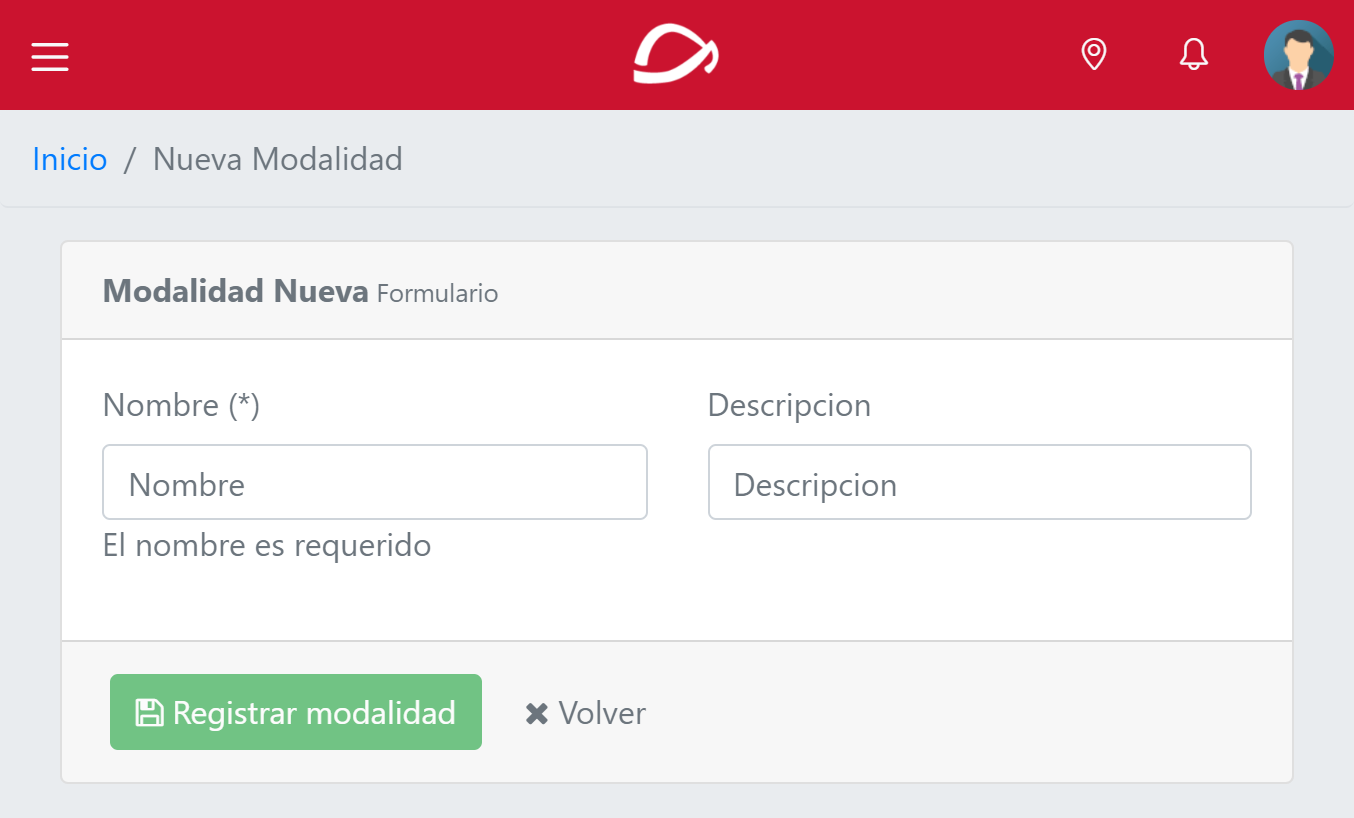 Inicio / Nueva Modalidad
Modalidad Nueva Formulario
Nombre (*)
Descripcion
Nombre
Descripcion
El nombre es requerido
Registrar modalidad
Volver